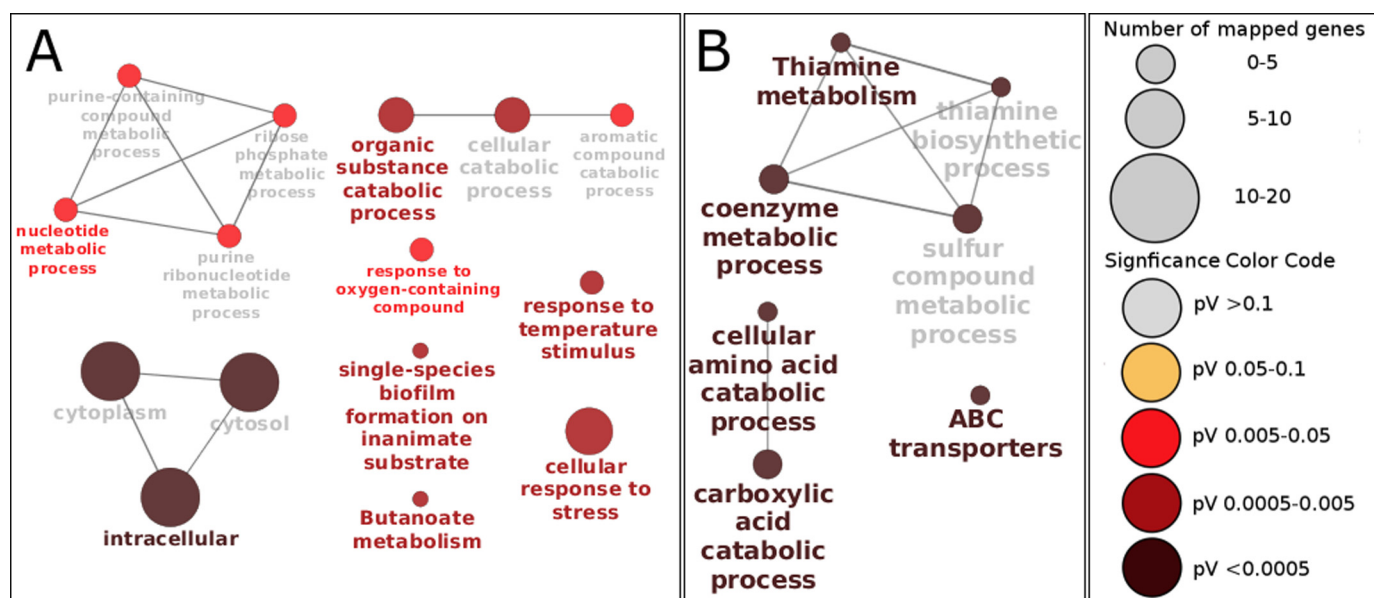 A
purine-containing
compound
metabolic
process
ribose
phosphate
metabolic
process
nucleotide
metabolic
process
purine
ribonucleotide
metabolic
process
organic
substance
catabolic
process
cellular
catabolic
process
aromatic
compound
catabolic
process
response to
oxygen-containing
compound
response to
temperature
stimulus
single-species
biofilm
formation on
inanimate
substrate
cellular
response to
stress
Butanoate
metabolism
cytoplasm
cytosol
intracellular
B
Thiamine
metabolism
thiamine
biosynthetic
process
coenzyme
metabolic
process
sulfur
compound
metabolic
process
cellular
amino acid
catabolic
process
ABC
transporters
carboxylic
acid
catabolic
process
Number of mapped genes
0-5
5-10
10-20
Signficance Color Code
pV >0.1
pV 0.05-0.1
pV 0.005-0.05
pV 0.0005-0.005
pV <0.0005